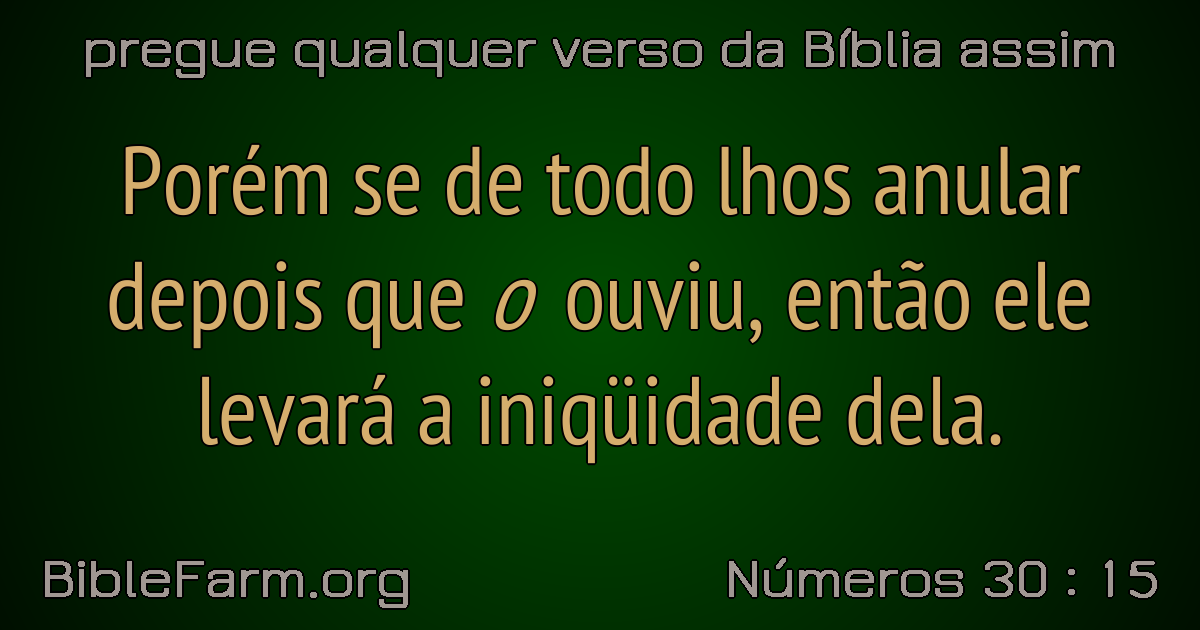 pregue qualquer verso da Bíblia assim
Porém se de todo lhos anular
depois que o ouviu, então ele
levará a iniqüidade dela.
BibleFarm.org
Números 30 : 15